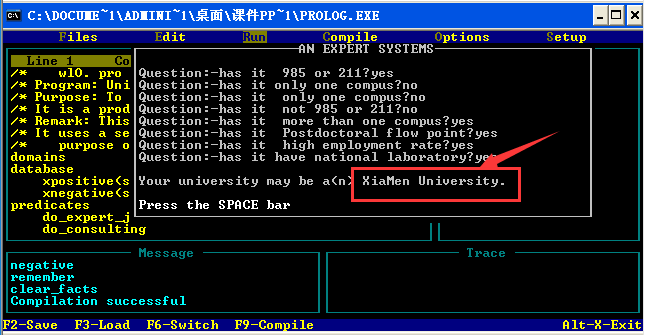 C:\DOCUME~1\ADMINI~1\桌面\课件PP~1\PROLOG.EXE
Files Edit Run Compile Options Setup
AN EXPERT SYSTEMS
Line 1 Co
/* wlO. pro
/* Program: Uni
/* Purpose: To
/* It is a prod
/* Remark: This
/* It uses a se
/* purpose o
domains
database
xpositive(s
xnegative(s
predicates
do_expert_j
do_consulting
Question:-has it 985 or 211?yes
Question:-has it only one compus?no
Question:-has it only one compus?no
Question:-has it not 985 or 211?no
Question:-has it more than one compus?yes
Question:-has it Postdoctoral flow point?yes
Question:-has it high employment rate?yes
Question:-has it have national laboratory?yes
Your university may be a(n) XiaMen University.
Press the SPACE bar
Message
negative
remember
clear_facts
Compilation successful
Trace
F2-Save F3-Load F6-Switch F9-Compile Alt-X-Exit